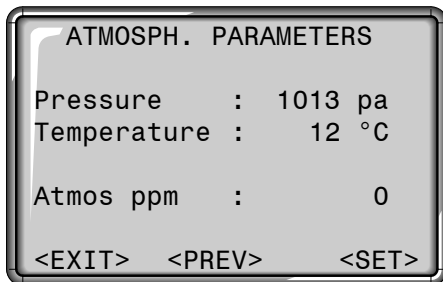 ATMOSPH. PARAMETERS
Pressure : 1013 pa
Temperature : 12 °C
Atmos ppm : 0
<EXIT> <PREV> <SET>